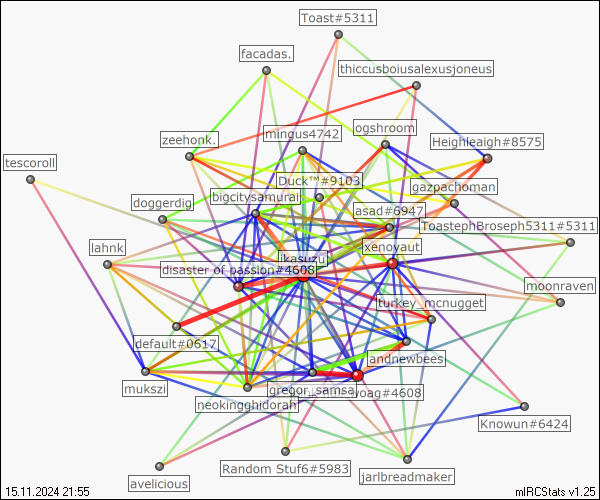 Toast#5311
facadas.
thiccusboiusalexusjoneus
ogshroom
mingus4742
zeehonk.
Heighleaigh#8575
tescoroll
Duck™#9103
gazpachoman
bigcitysamurai
doggerdig
asad#6947
ToastephBroseph5311#5311
xenoyaut
lahnk
ikasuzu
disaster of passion#4608
moonraven
turkey_mcnugget
default#0617
andnewbees
mukszi
gregor_samsa
woag#4608
neokingghidorah
Knowun#6424
Random Stuf6#5983
avelicious
jarlbreadmaker
15.11.2024 21:55
mIRCStats v1.25